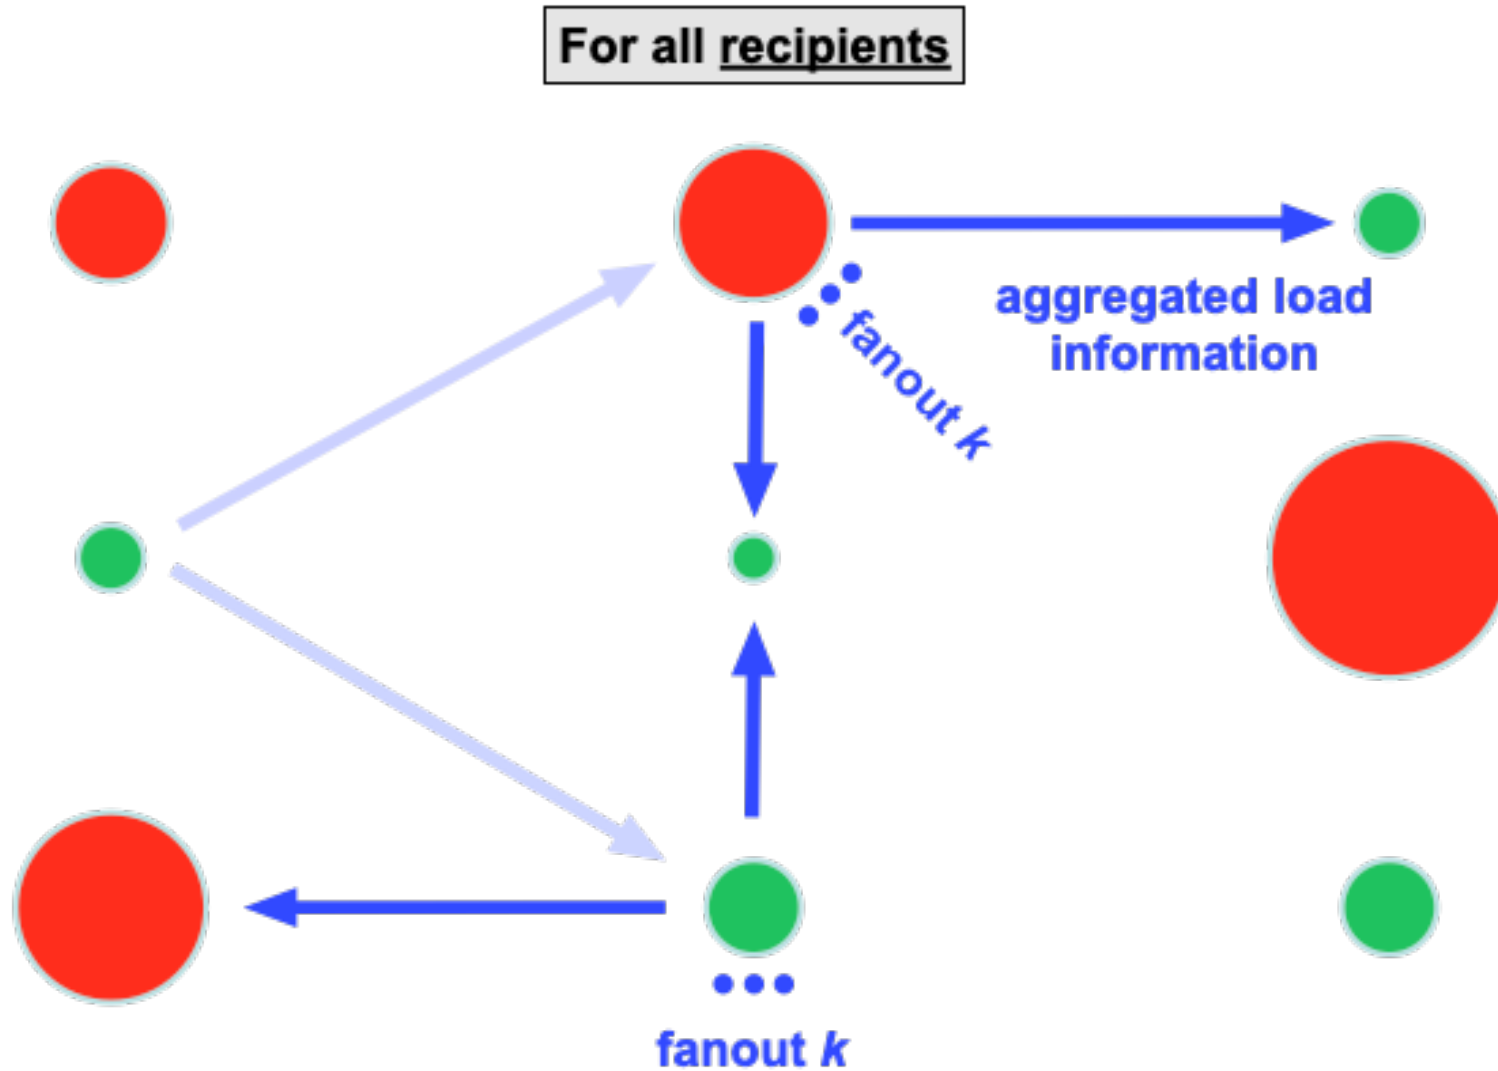 For all recipients
aggregated load
information
fanout k
fanout k